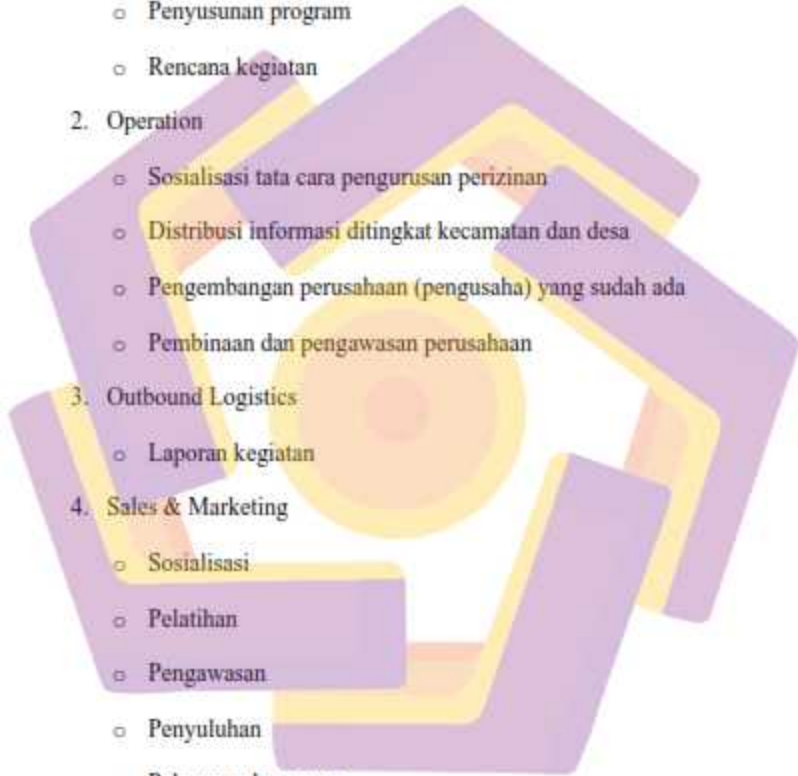 o Penyusunan program
o Rencana kegiatan
2. Operation
o Sosialisasi tata cara pengurusan perizinan
o Distribusi informasi ditingkat kecamatan dan desa
o Pengembangan perusahaan (pengusaha) yang sudah ada
o Pembinaan dan pengawasan perusahaan
3. Outbound Logistics
o Laporan kegiatan
4. Sales & Marketing
o Sosialisasi
o Pelatihan
o Pengawasan
o Penyuluhan